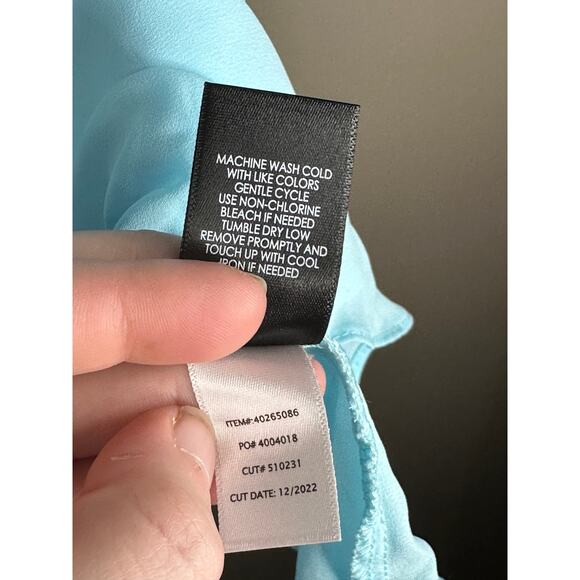 MACHINE WASH COLD
WITH LIKE COLORS
GENTLE CYCLE
USE NON-CHLORINE
BLEACH IF NEEDED
TUMBLE DRY LOW
REMOVE PROMPTLY AND
TOUCH UP WITH COOL
IRON IF NEEDED
ITEM#: 40265086
PO# 4004018
CUT# 510231
CUT DATE: 12/2022